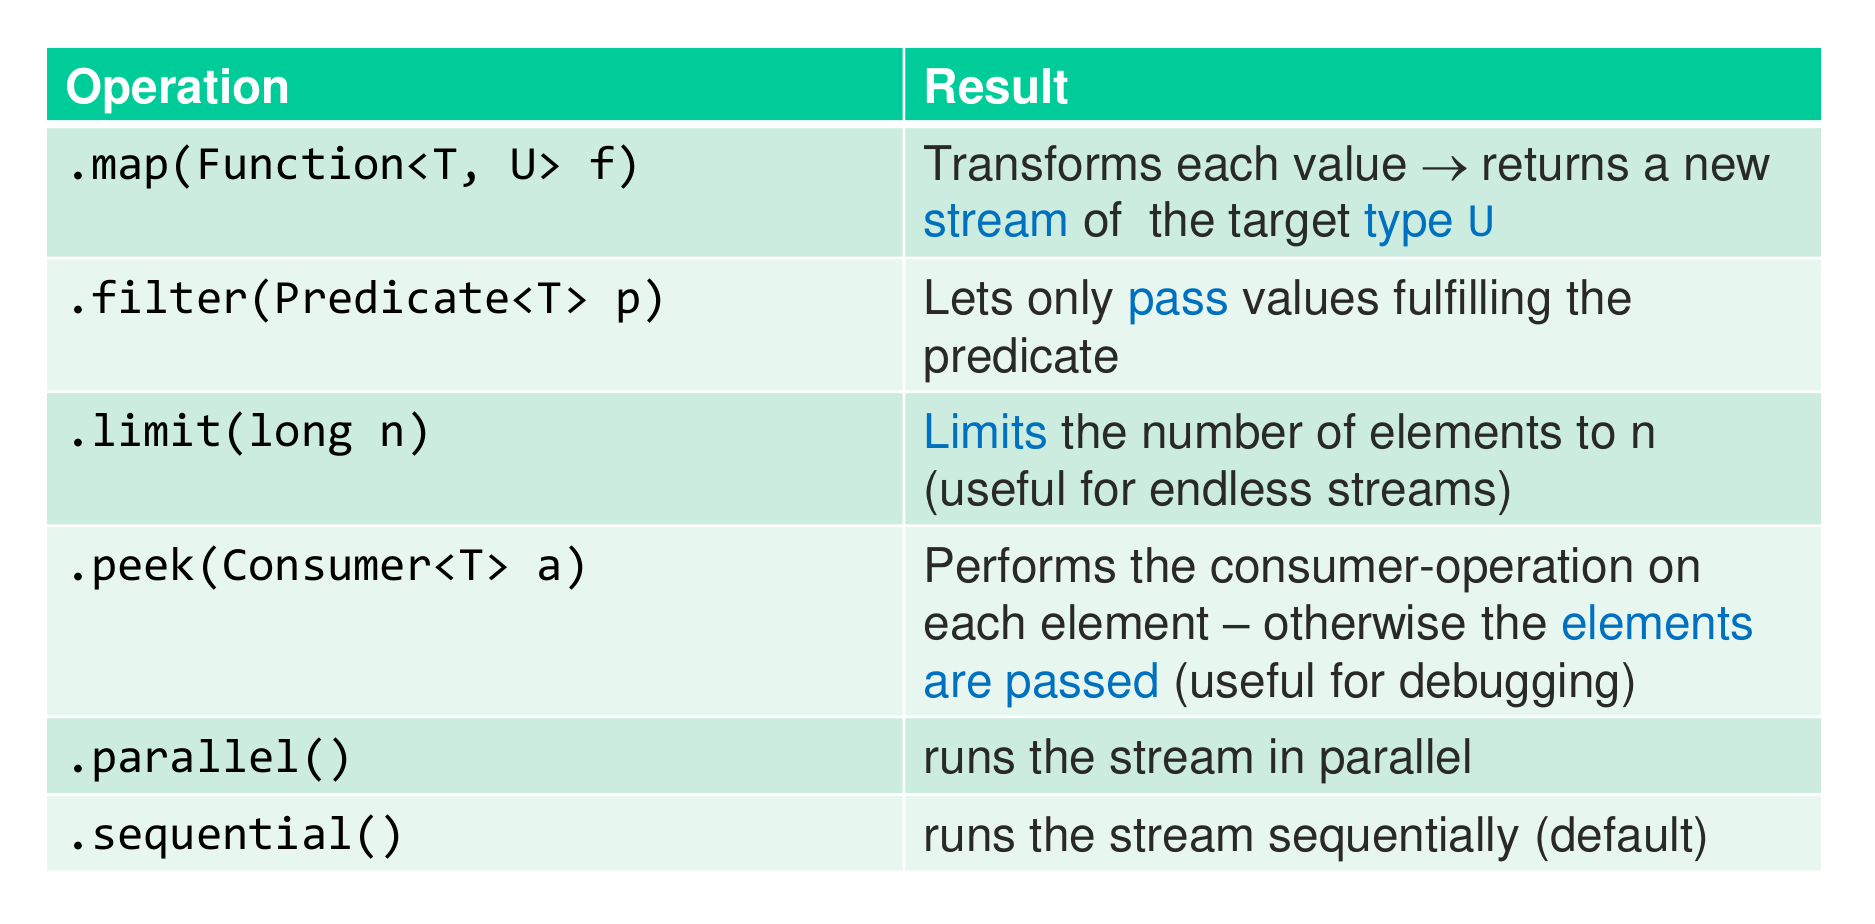 Operation
Result
.map(Function<T, U> f)
Transforms each value → returns a new
stream of  the target type U
.filter(Predicate<T> p)
Lets only pass values fulfilling the
predicate
.limit(long n)
Limits the number of elements to n
(useful for endless streams)
.peek(Consumer<T> a)
Performs the consumer-operation on
each element – otherwise the elements
are passed (useful for debugging)
.parallel()
runs the stream in parallel
.sequential()
runs the stream sequentially (default)